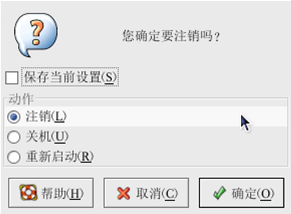 您确定要注销吗?
保存当前设置(S)
动作
注销(L)
关机(U)
重新启动(R)
帮助(H) 取消(C) 确定(O)